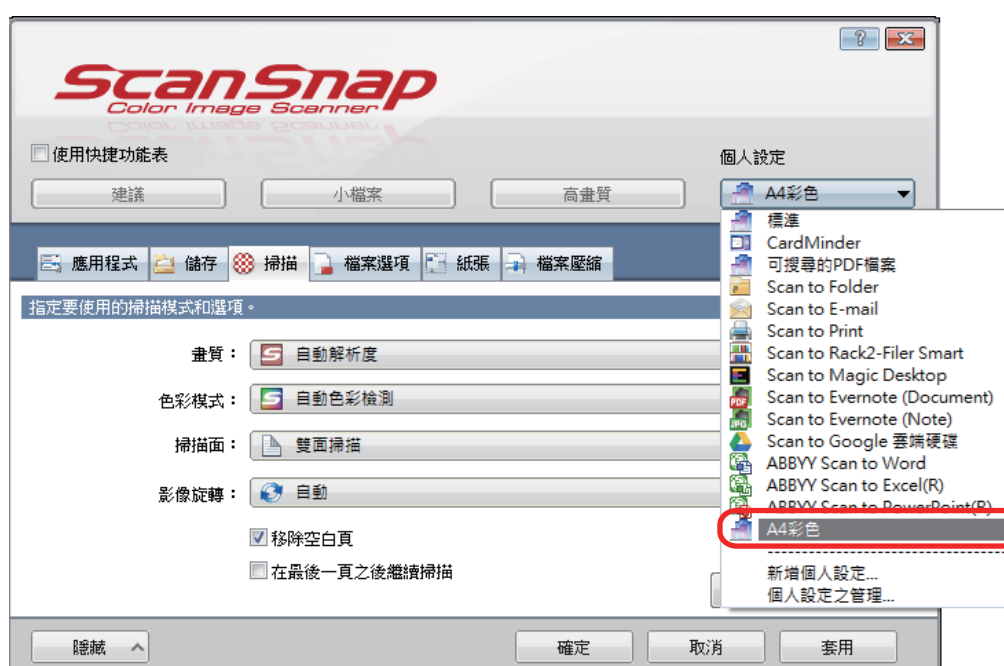 ScanSnap
Color Image Scanner
使用快捷功能表
個人設定
建議
小檔案
高畫質
A4彩色
應用程式
儲存
掃描
檔案選項
紙張
檔案壓縮
指定要使用的掃描模式和選項。
畫質：
自動解析度
色彩模式：
自動色彩檢測
掃描面：
雙面掃描
影像旋轉：
自動
移除空白頁
在最後一頁之後繼續掃描
標準
CardMinder
可搜尋的PDF檔案
Scan to Folder
Scan to E-mail
Scan to Print
Scan to Rack2-Filer Smart
Scan to Magic Desktop
Scan to Evernote (Document)
Scan to Evernote (Note)
Scan to Google 雲端硬碟
ABBYY Scan to Word
ABBYY Scan to Excel(R)
ABBYY Scan to PowerPoint(R)
A4彩色
新增個人設定...
個人設定之管理...
隱藏
確定
取消
套用